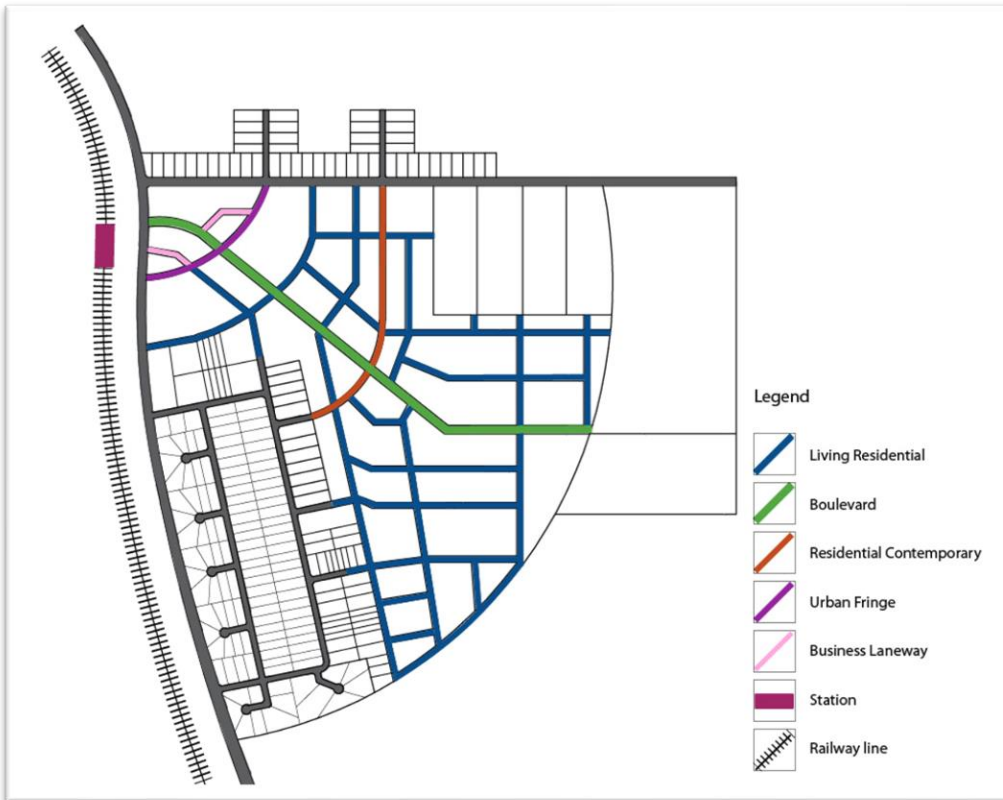 Legend
Living Residential
Boulevard
Residential Contemporary
Urban Fringe
Business Laneway
Station
Railway line